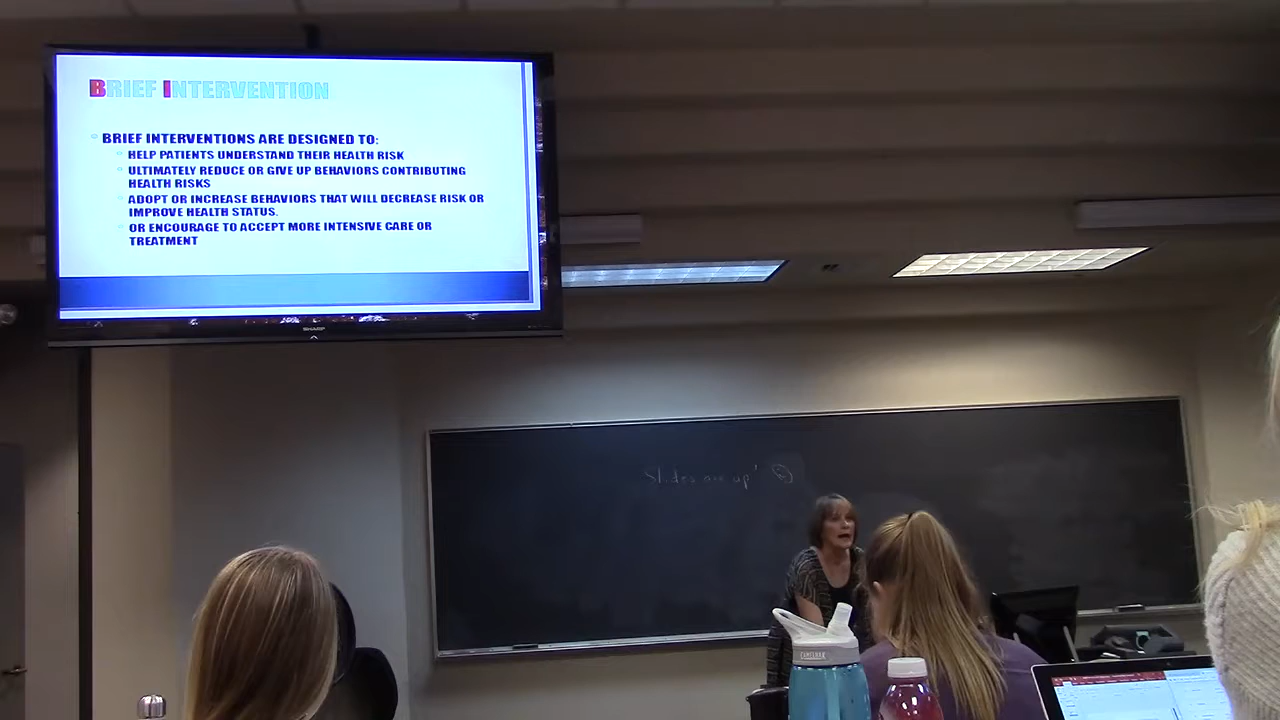 BRIEF INTERVENTION
BRIEF INTERVENTIONS ARE DESIGNED TO:
HELP PATIENTS UNDERSTAND THEIR HEALTH RISK
ULTIMATELY REDUCE OR GIVE UP BEHAVIORS CONTRIBUTING
HEALTH RISKS
ADOPT OR INCREASE BEHAVIORS THAT WILL DECREASE RISK OR
IMPROVE HEALTH STATUS.
OR ENCOURAGE TO ACCEPT MORE INTENSIVE CARE OR
TREATMENT
SHARP
Slides are up'
CAMELBAK